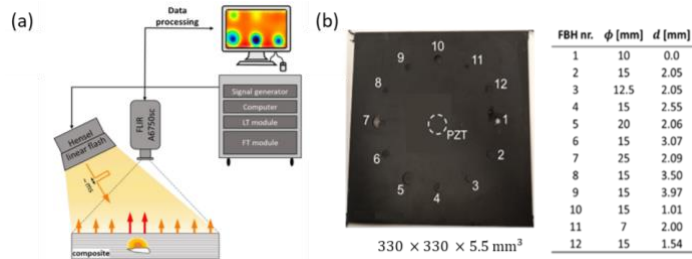 (a)
Data
processing
Signal generator
Computer
LT module
FT module
Hensel
linear flash
FLIR
A6750sc
~ ms
composite
(b)
10
9
11
8
12
7
1
PZT
6
2
5
3
4
330 × 330 × 5.5 mm³
FBH nr. ϕ [mm] d [mm]
1 10 0.0
2 15 2.05
3 12.5 2.05
4 15 2.55
5 20 2.06
6 15 3.07
7 25 2.09
8 15 3.50
9 15 3.97
10 15 1.01
11 7 2.00
12 15 1.54